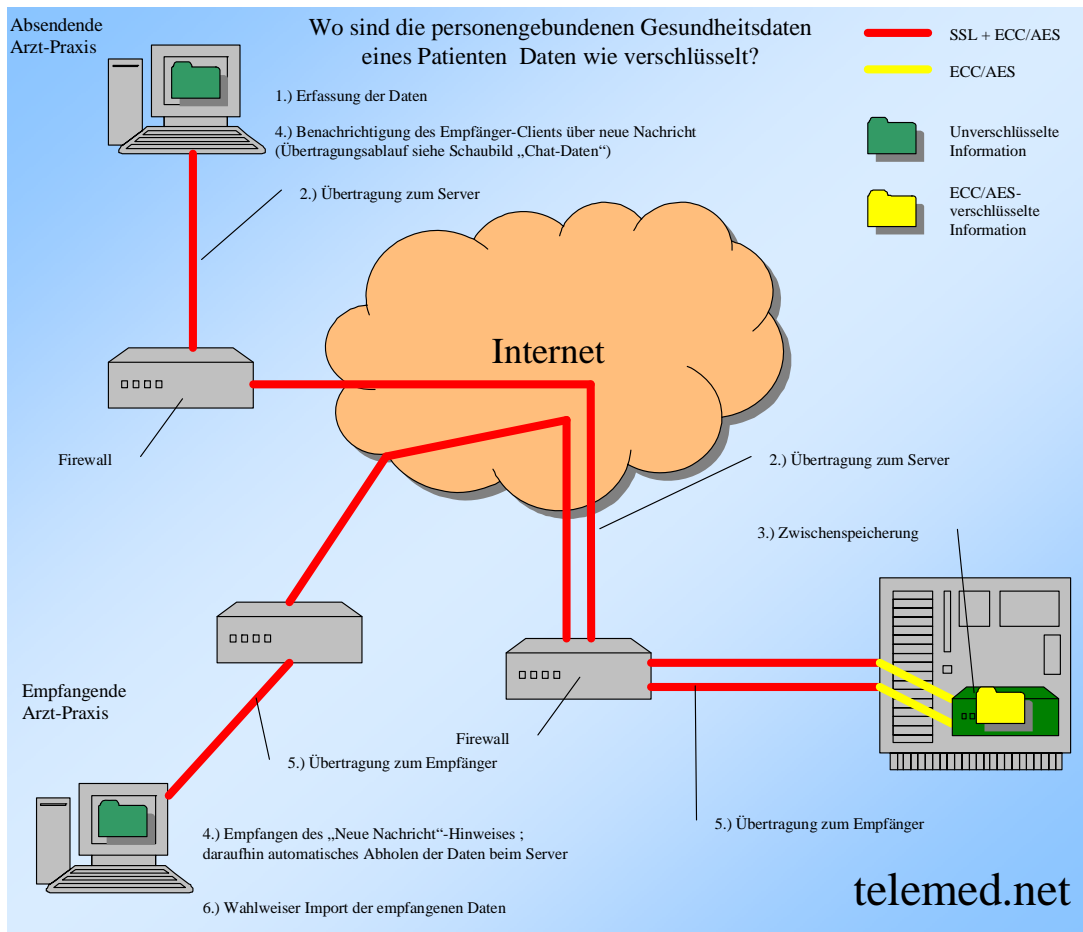 Absendende
Arzt-Praxis
Wo sind die personengebundenen Gesundheitsdaten
eines Patienten  Daten wie verschlüsselt?
SSL + ECC/AES
ECC/AES
Unverschlüsselte
Information
ECC/AES-
verschlüsselte
Information
1.) Erfassung der Daten
4.) Benachrichtigung des Empfänger-Clients über neue Nachricht
(Übertragungsablauf siehe Schaubild „Chat-Daten“)
2.) Übertragung zum Server
Internet
Firewall
2.) Übertragung zum Server
3.) Zwischenspeicherung
Empfangende
Arzt-Praxis
Firewall
5.) Übertragung zum Empfänger
5.) Übertragung zum Empfänger
4.) Empfangen des „Neue Nachricht“-Hinweises ;
daraufhin automatisches Abholen der Daten beim Server
6.) Wahlweiser Import der empfangenen Daten
telemed.net